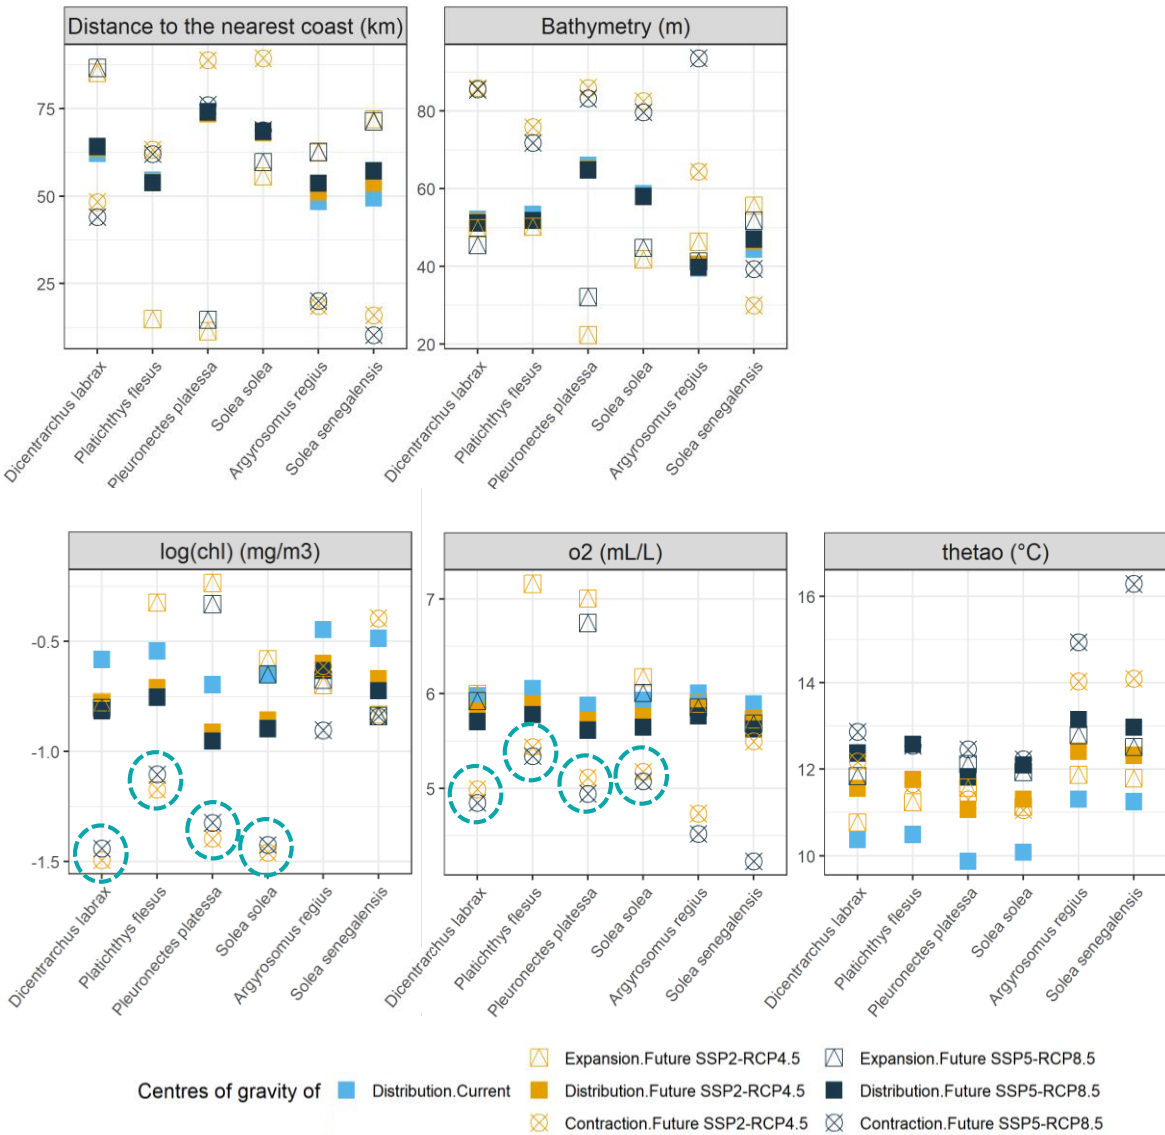 Distance to the nearest coast (km)
Bathymetry (m)
75
50
25
80
60
40
20
Dicentrarchus labrax
Platichthys flesus
Pleuronectes platessa
Solea solea
Argyrosomus regius
Solea senegalensis
Dicentrarchus labrax
Platichthys flesus
Pleuronectes platessa
Solea solea
Argyrosomus regius
Solea senegalensis
log(chl) (mg/m3)
o2 (mL/L)
thetao (°C)
-0.5
-1.0
-1.5
7
6
5
16
14
12
10
Dicentrarchus labrax
Platichthys flesus
Pleuronectes platessa
Solea solea
Argyrosomus regius
Solea senegalensis
Dicentrarchus labrax
Platichthys flesus
Pleuronectes platessa
Solea solea
Argyrosomus regius
Solea senegalensis
Dicentrarchus labrax
Platichthys flesus
Pleuronectes platessa
Solea solea
Argyrosomus regius
Solea senegalensis
Centres of gravity of
Distribution.Current
Expansion.Future SSP2-RCP4.5
Distribution.Future SSP2-RCP4.5
Contraction.Future SSP2-RCP4.5
Expansion.Future SSP5-RCP8.5
Distribution.Future SSP5-RCP8.5
Contraction.Future SSP5-RCP8.5